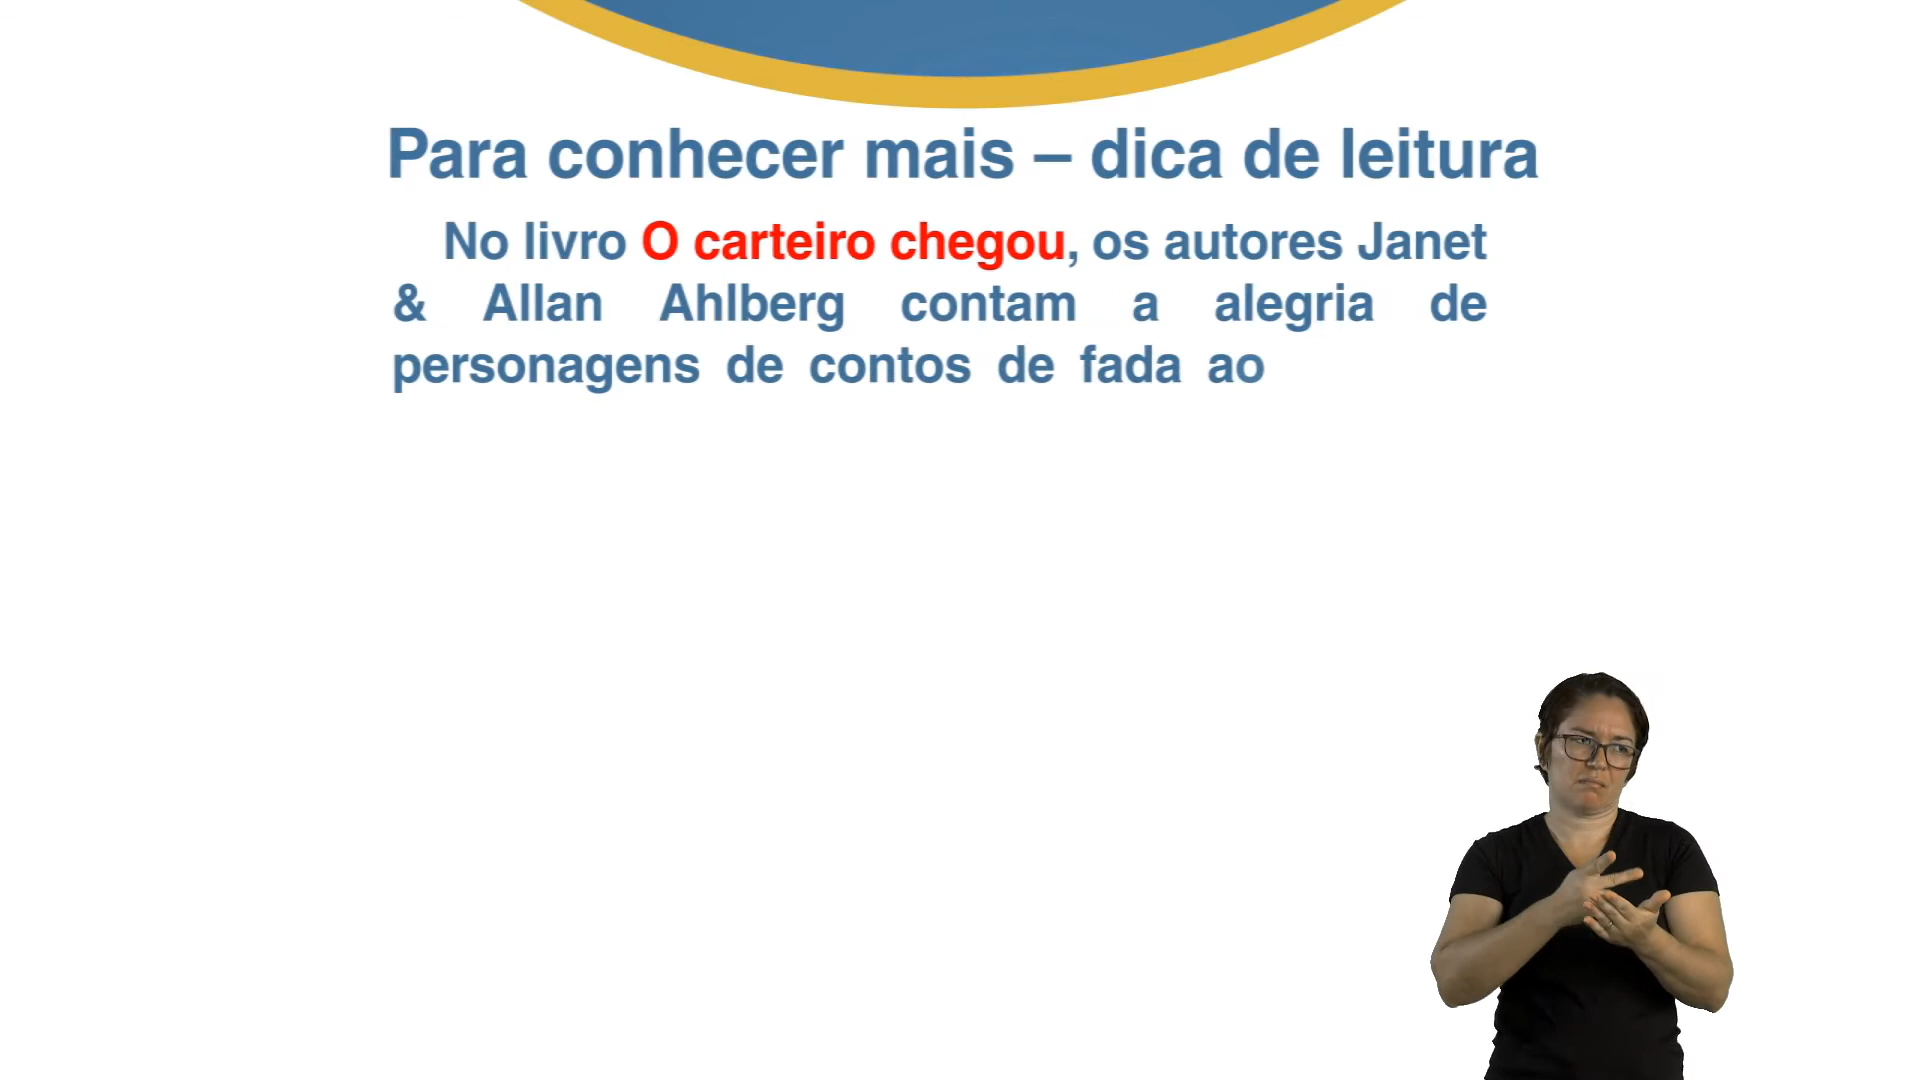 Para conhecer mais – dica de leitura
No livro O carteiro chegou, os autores Janet
& Allan Ahlberg contam a alegria de
personagens de contos de fada ao